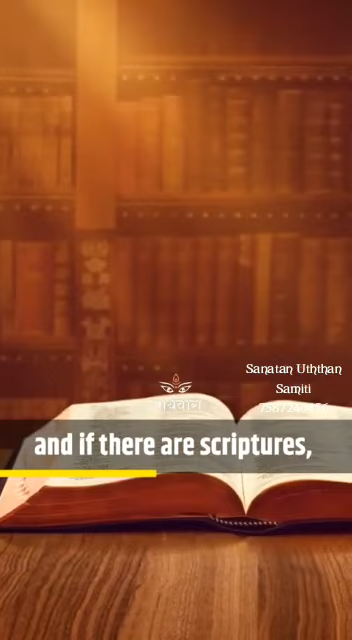 Sanatan Uththan
Samiti
and if there are scriptures,